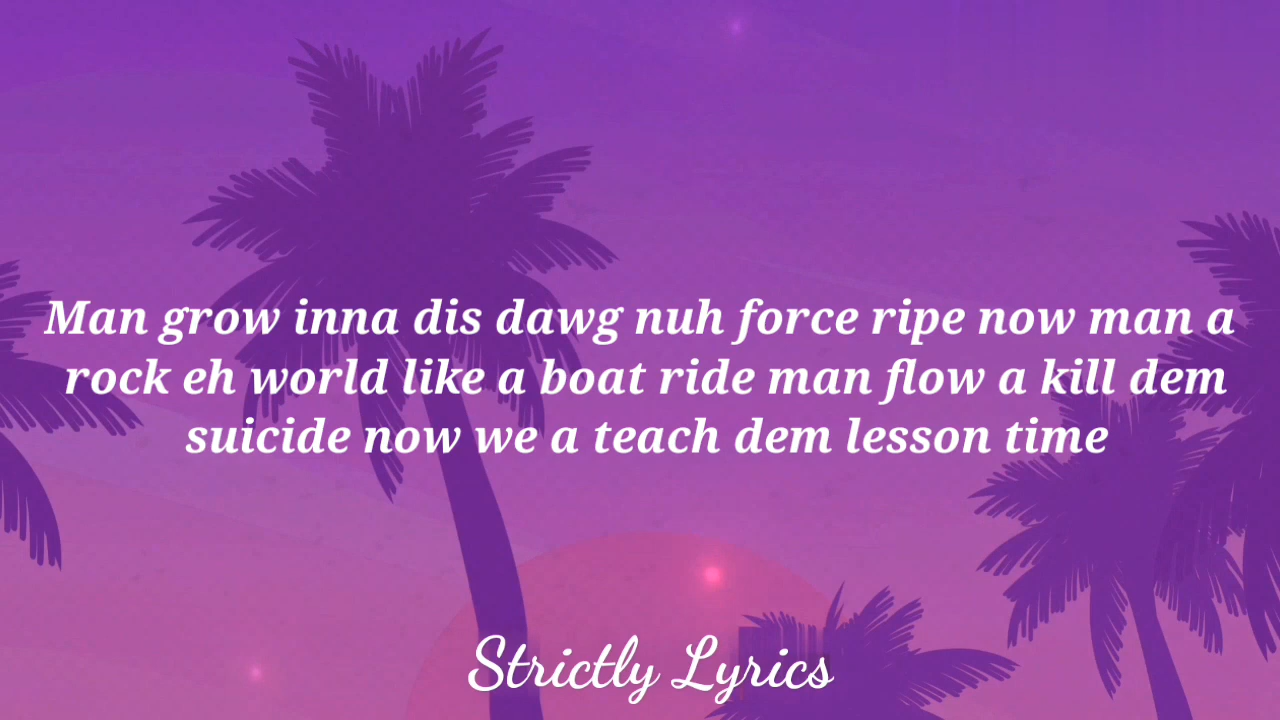 Man grow inna dis dawg nuh force ripe now man a
rock eh world like a boat ride man flow a kill dem
suicide now we a teach dem lesson time
Strictly Lyrics